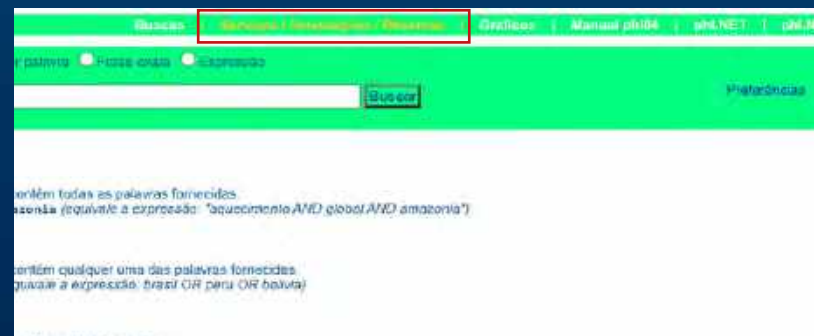 Buscas | Serviços / Renovações / Reservas | Gráficos | Manual phl84 | phl.NET | phl.N
r palavra Frase exata Expressão
Buscar
Preferências
contém todas as palavras fornecidas
azonia (equivale a expressão: "aquecimento AND global AND amazonia")
contém qualquer uma das palavras fornecidas
quivale a expressão: brasil OR peru OR bolivia)